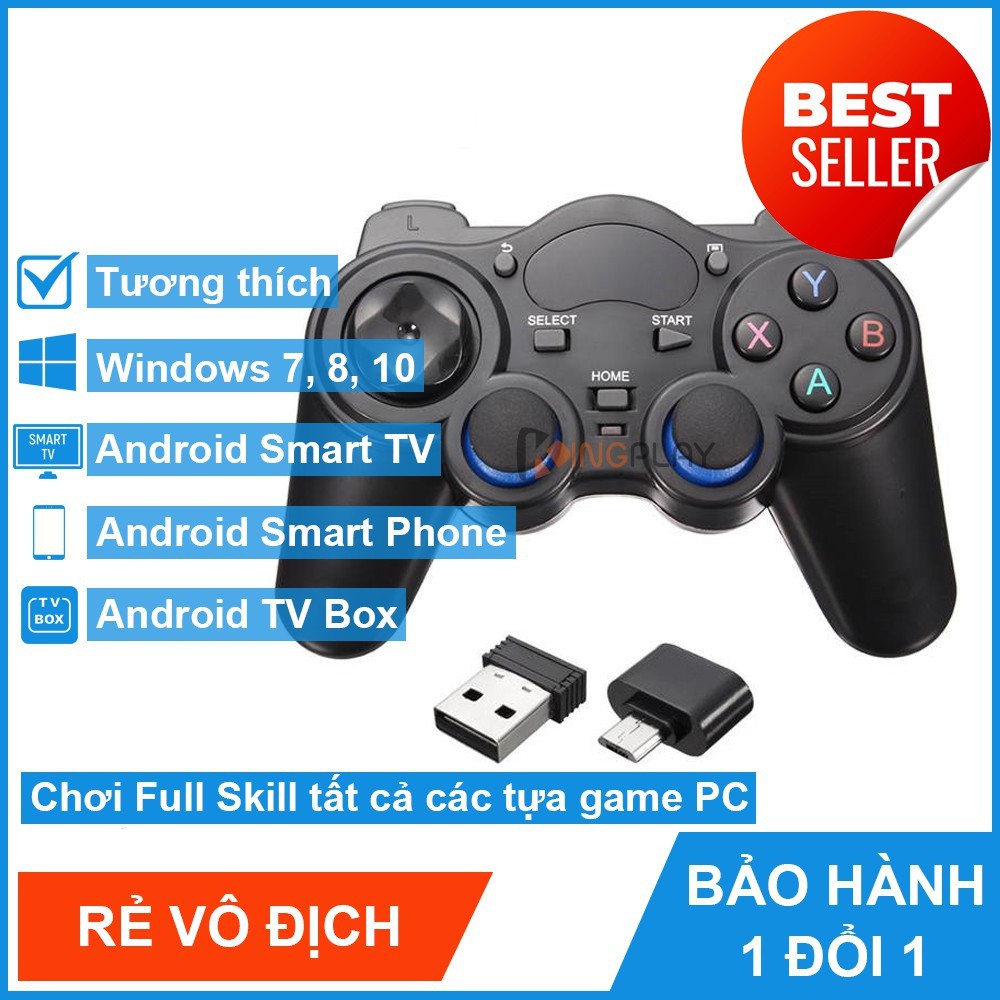 BEST
SELLER
L
Tương thích
SELECT
START
Y
X
B
A
HOME
Windows 7, 8, 10
SMART
TV
Android Smart TV
KINGPLAY
Android Smart Phone
TV
BOX
Android TV Box
Chơi Full Skill tất cả các tựa game PC
RẺ VÔ ĐỊCH
BẢO HÀNH
1 ĐỔI 1